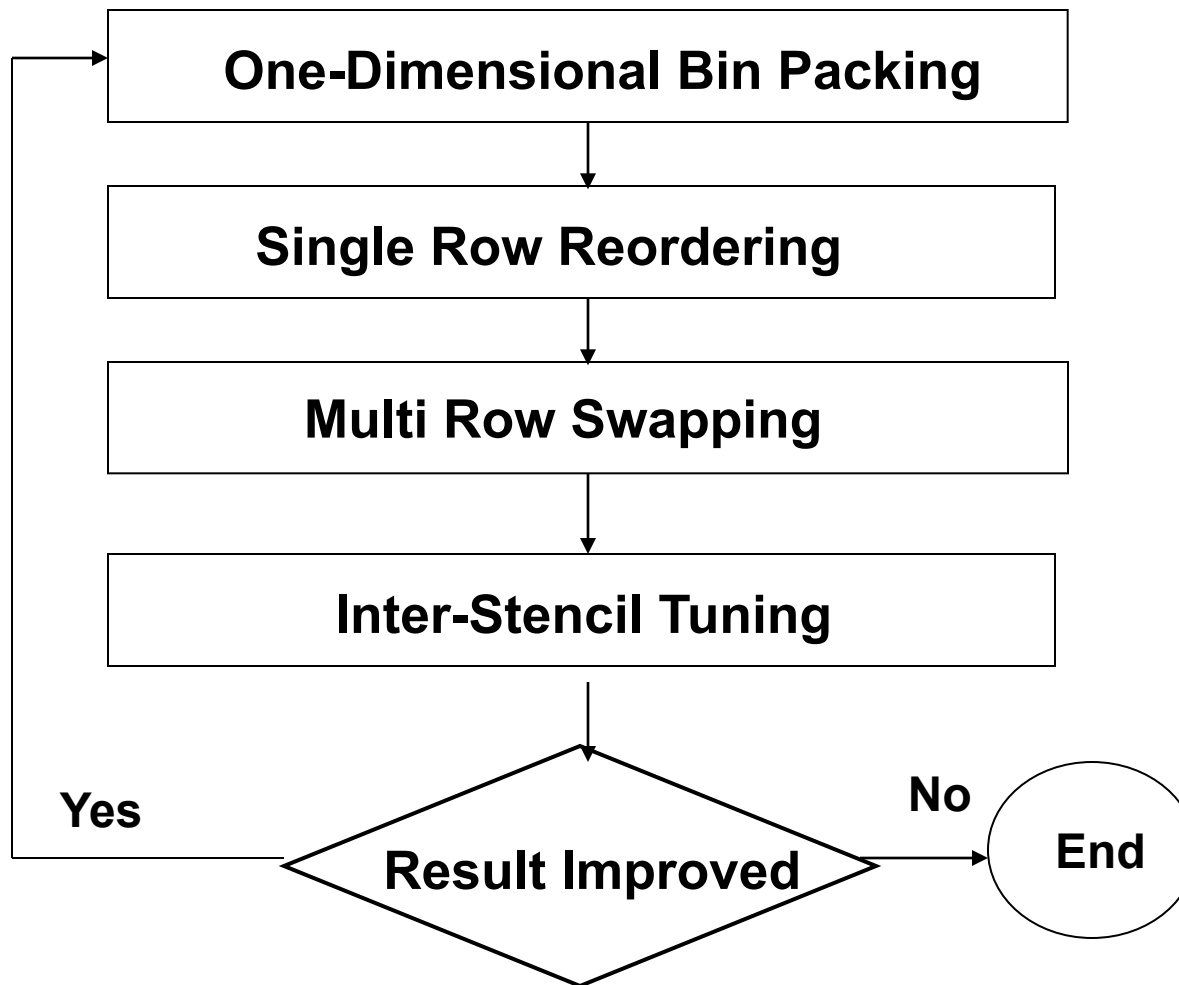 One-Dimensional Bin Packing
Single Row Reordering
Multi Row Swapping
Inter-Stencil Tuning
Yes
No
Result Improved
End